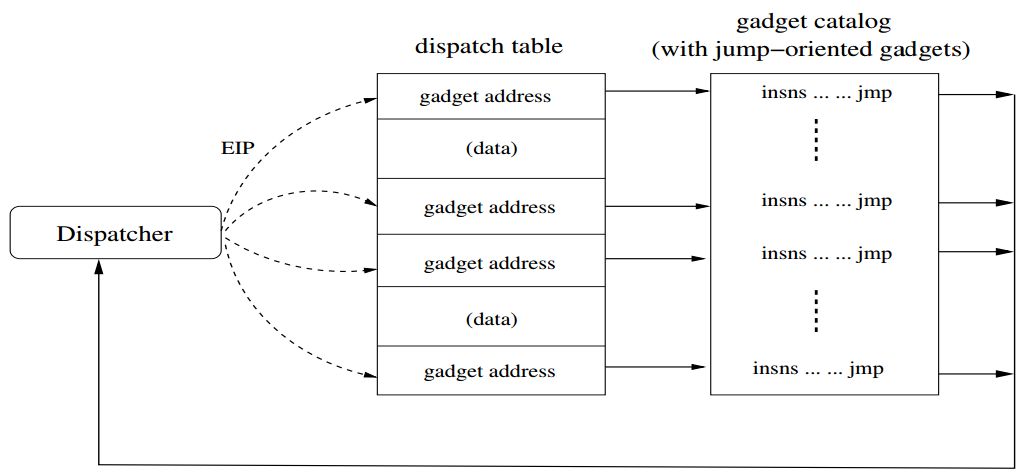 gadget catalog
dispatch table
(with jump−oriented gadgets)
gadget address
insns ... ... jmp
EIP
(data)
gadget address
insns ... ... jmp
Dispatcher
gadget address
insns ... ... jmp
(data)
gadget address
insns ... ... jmp